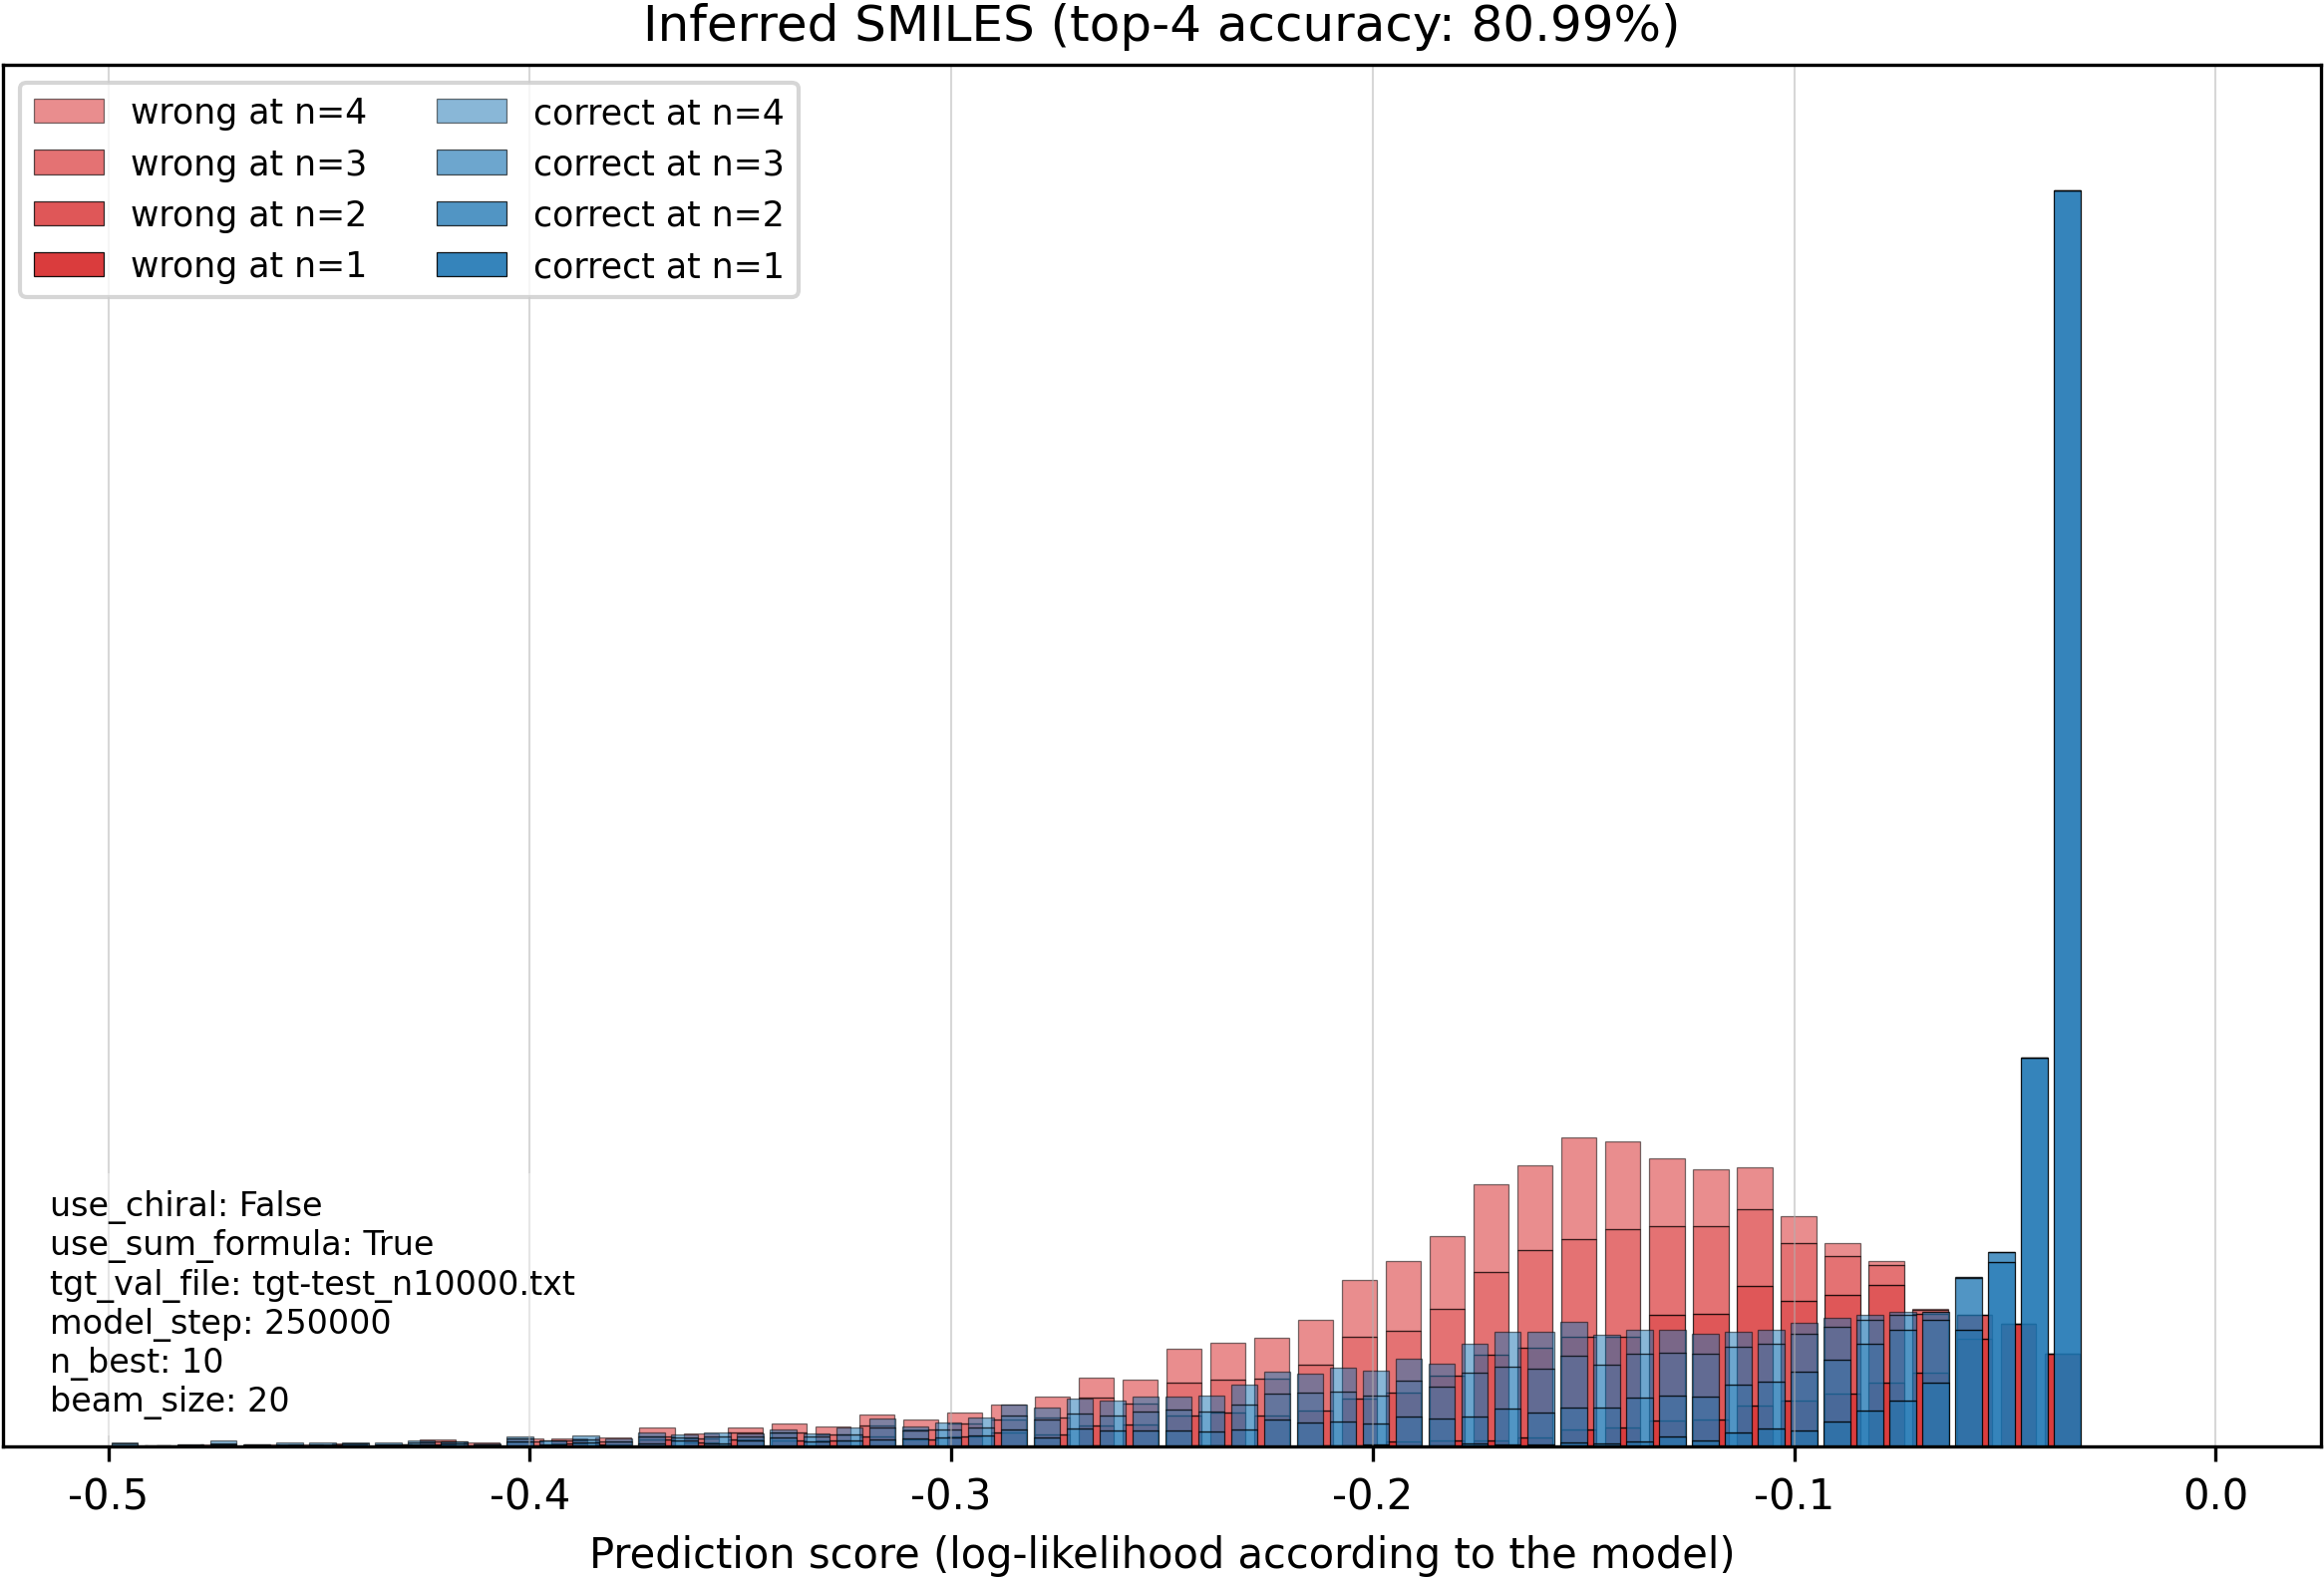 Inferred SMILES (top-4 accuracy: 80.99%)
wrong at n=4
wrong at n=3
wrong at n=2
wrong at n=1
correct at n=4
correct at n=3
correct at n=2
correct at n=1
use_chiral: False
use_sum_formula: True
tgt_val_file: tgt-test_n10000.txt
model_step: 250000
n_best: 10
beam_size: 20
-0.5 -0.4 -0.3 -0.2 -0.1 0.0
Prediction score (log-likelihood according to the model)